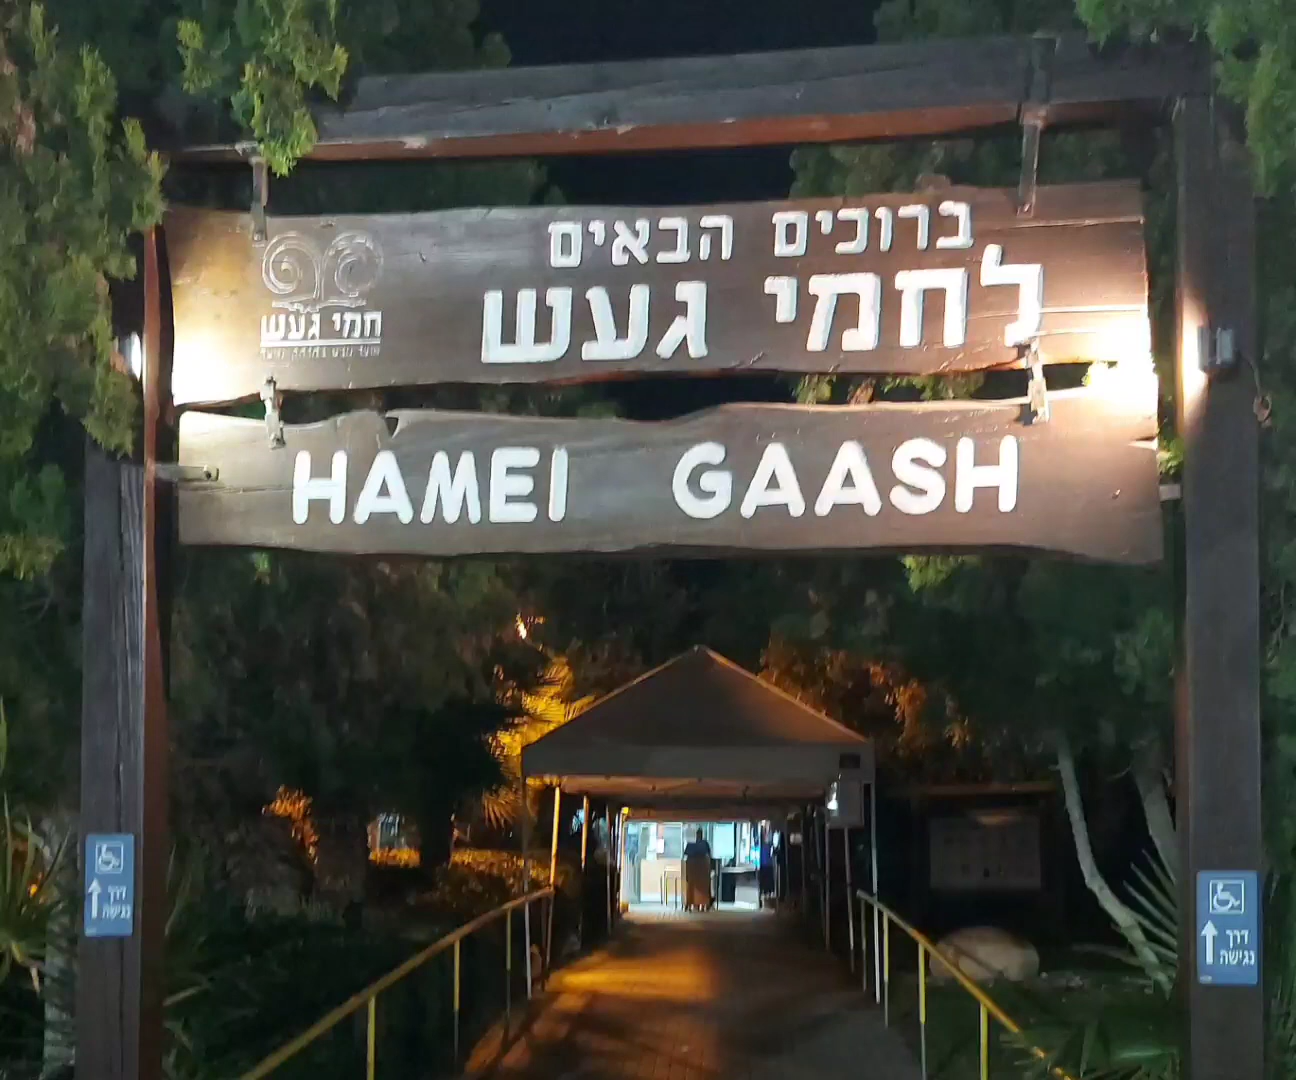 ברוכים הבאים
לחמי געש
חמי געש
HAMEI GAASH
דרך
נגישה
דרך
נגישה